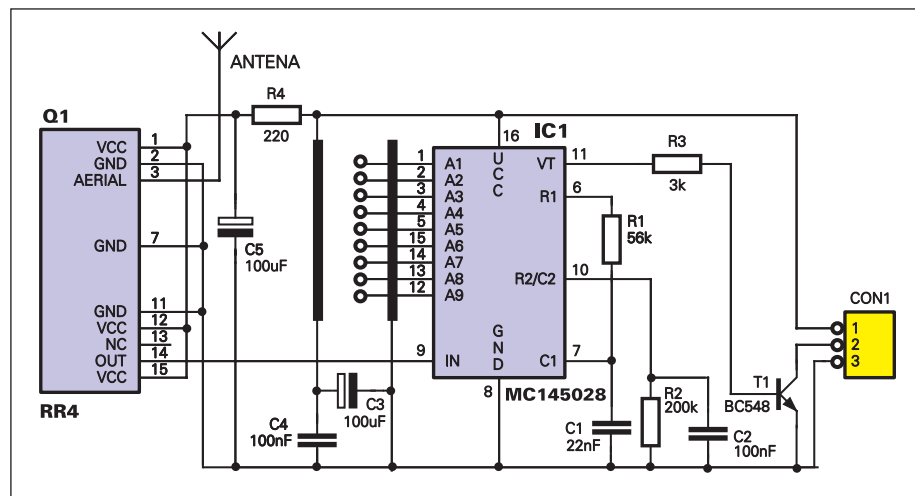 ANTENA
Q1
VCC 1
GND 2
AERIAL 3
GND 7
GND 11
VCC 12
NC 13
OUT 14
VCC 15
RR4
R4
220
C5
100uF
C4
100nF
C3
100uF
IC1
16
UCC
1 A1
2 A2
3 A3
4 A4
5 A5
15 A6
14 A7
13 A8
12 A9
9 IN
VT 11
R1 6
R2/C2 10
C1 7
GND
8
MC145028
R3
3k
R1
56k
R2
200k
C1
22nF
C2
100nF
T1
BC548
CON1
1
2
3